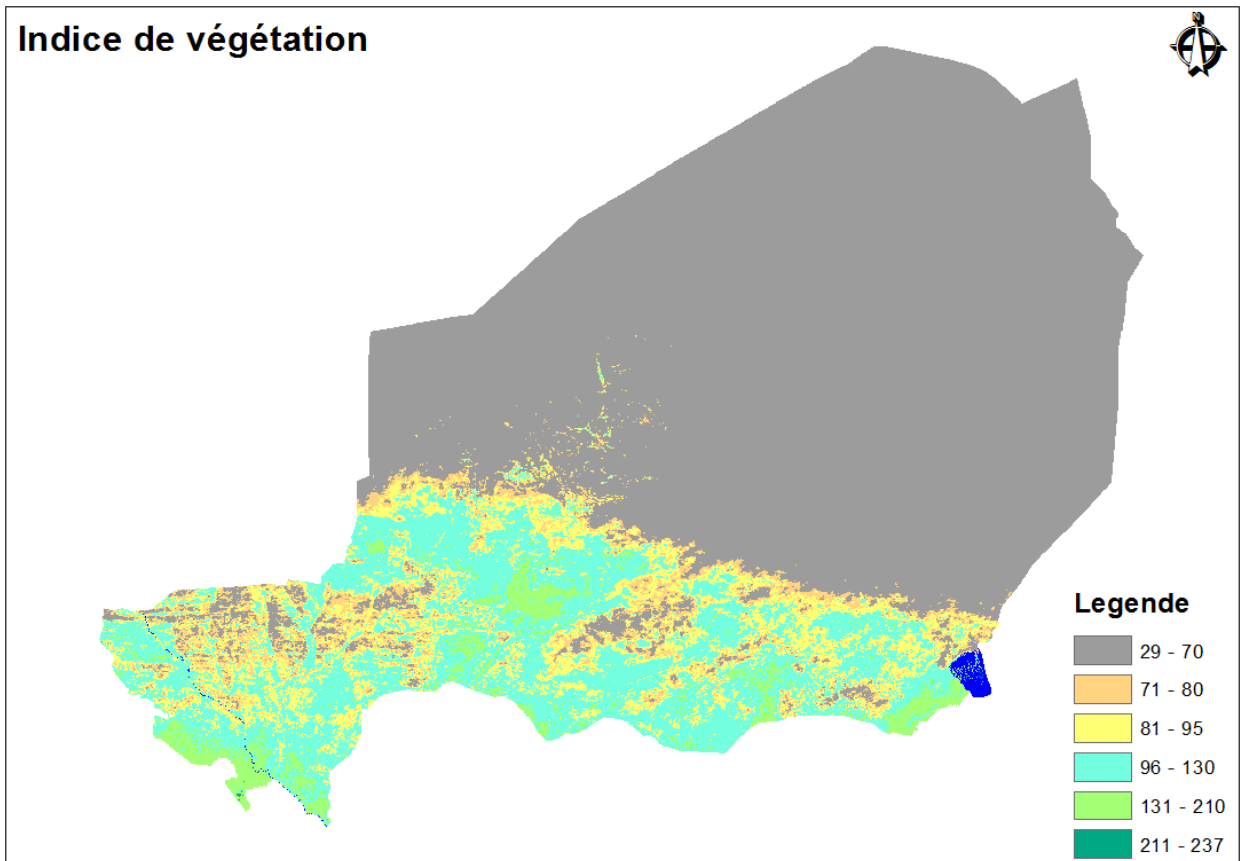 Indice de végétation
N
Legende
29 - 70
71 - 80
81 - 95
96 - 130
131 - 210
211 - 237